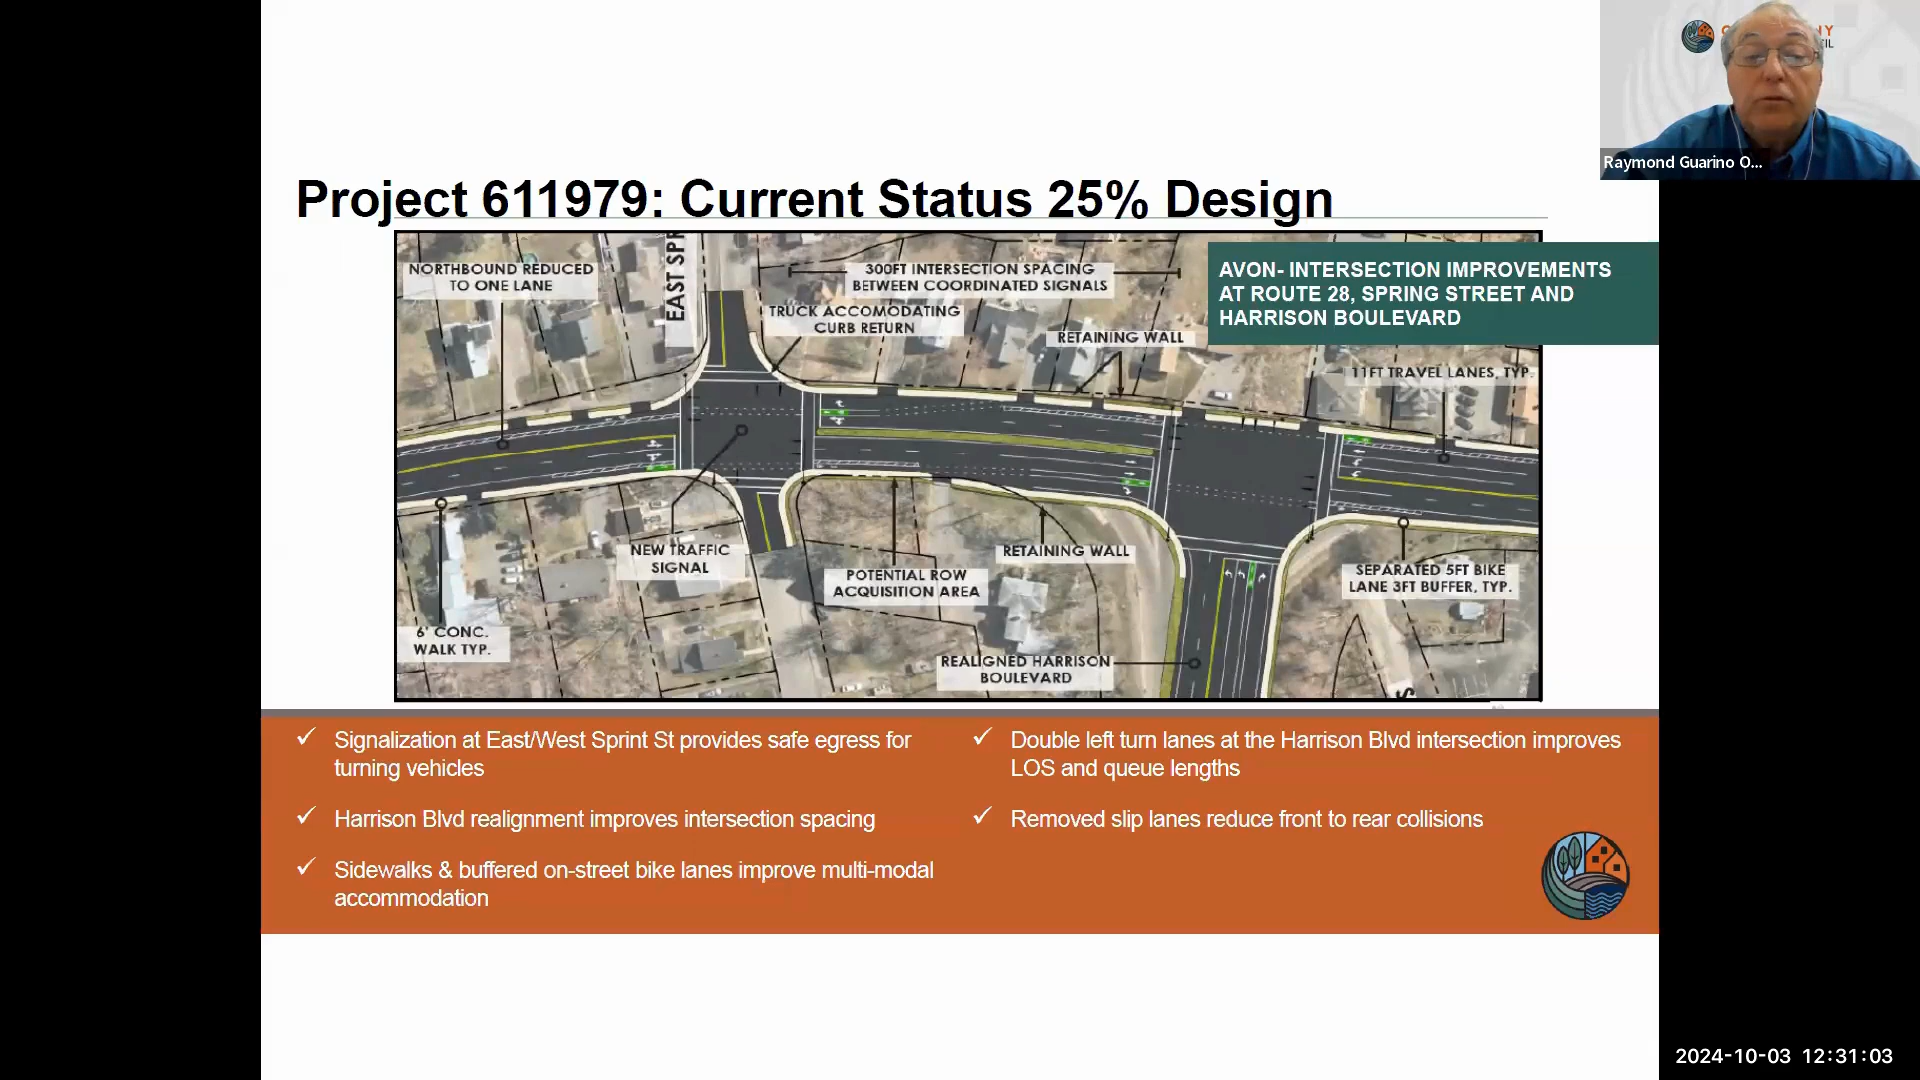 Raymond Guarino O...
Project 611979: Current Status 25% Design
AVON- INTERSECTION IMPROVEMENTS
AT ROUTE 28, SPRING STREET AND
HARRISON BOULEVARD
NORTHBOUND REDUCED
TO ONE LANE
EAST SPR
300FT INTERSECTION SPACING
BETWEEN COORDINATED SIGNALS
TRUCK ACCOMODATING
CURB RETURN
RETAINING WALL
11FT TRAVEL LANES, TYP.
NEW TRAFFIC
SIGNAL
POTENTIAL ROW
ACQUISITION AREA
RETAINING WALL
SEPARATED 5FT BIKE
LANE 3FT BUFFER, TYP.
6' CONC.
WALK TYP.
REALIGNED HARRISON
BOULEVARD
Signalization at East/West Sprint St provides safe egress for
turning vehicles
Harrison Blvd realignment improves intersection spacing
Sidewalks & buffered on-street bike lanes improve multi-modal
accommodation
Double left turn lanes at the Harrison Blvd intersection improves
LOS and queue lengths
Removed slip lanes reduce front to rear collisions
2024-10-03 12:31:03